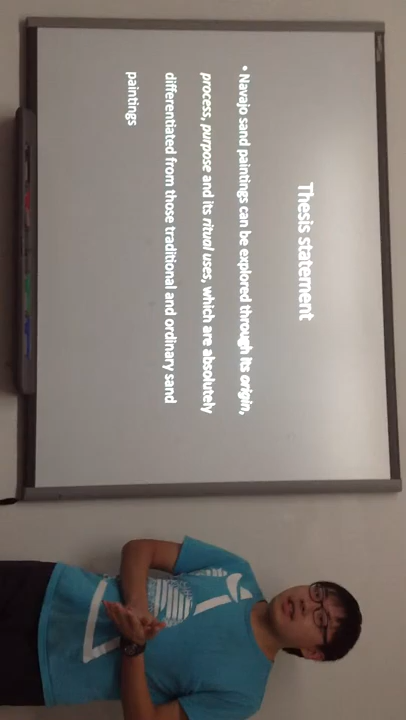 Thesis statement
• Navajo sand paintings can be explored through its origin,
process, purpose and its ritual uses, which are absolutely
differentiated from those traditional and ordinary sand
paintings